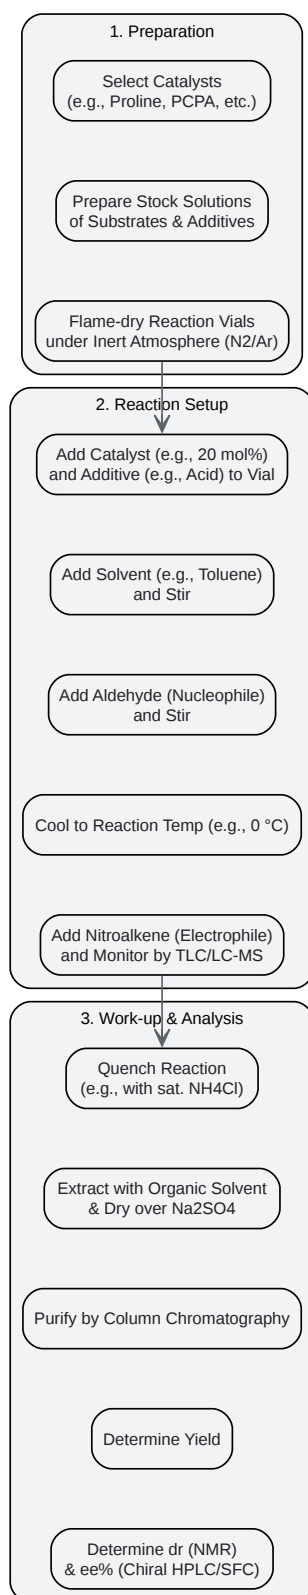 1. Preparation
Select Catalysts
(e.g., Proline, PCPA, etc.)
Prepare Stock Solutions
of Substrates & Additives
Flame-dry Reaction Vials
under Inert Atmosphere (N2/Ar)
2. Reaction Setup
Add Catalyst (e.g., 20 mol%)
and Additive (e.g., Acid) to Vial
Add Solvent (e.g., Toluene)
and Stir
Add Aldehyde (Nucleophile)
and Stir
Cool to Reaction Temp (e.g., 0 °C)
Add Nitroalkene (Electrophile)
and Monitor by TLC/LC-MS
3. Work-up & Analysis
Quench Reaction
(e.g., with sat. NH4Cl)
Extract with Organic Solvent
& Dry over Na2SO4
Purify by Column Chromatography
Determine Yield
Determine dr (NMR)
& ee% (Chiral HPLC/SFC)